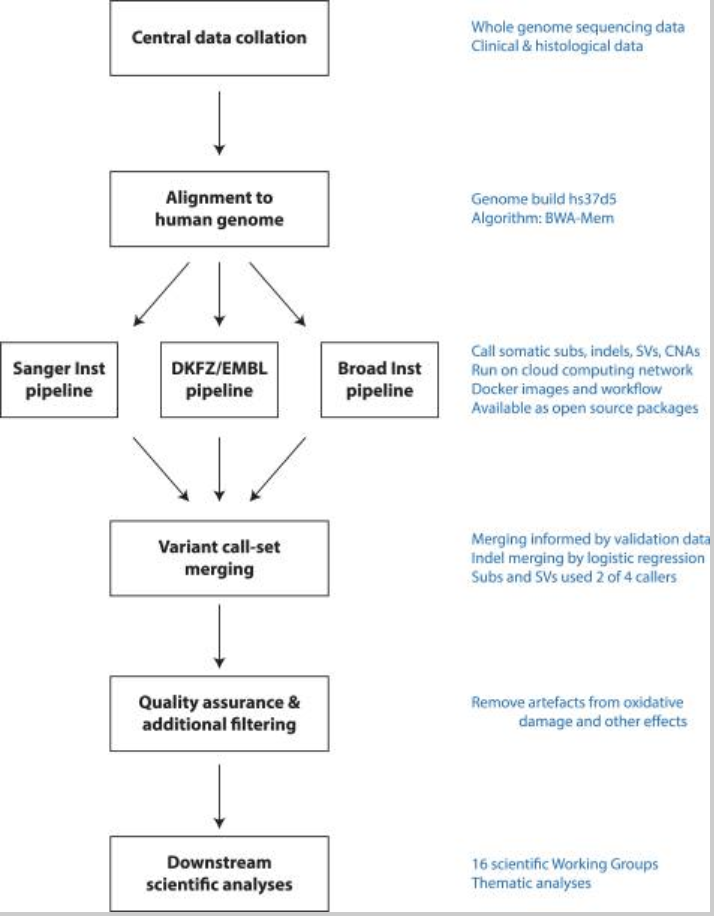 Central data collation
Whole genome sequencing data
Clinical & histological data
Alignment to
human genome
Genome build hs37d5
Algorithm: BWA-Mem
Sanger Inst
pipeline
DKFZ/EMBL
pipeline
Broad Inst
pipeline
Call somatic subs, indels, SVs, CNAs
Run on cloud computing network
Docker images and workflow
Available as open source packages
Variant call-set
merging
Merging informed by validation data
Indel merging by logistic regression
Subs and SVs used 2 of 4 callers
Quality assurance &
additional filtering
Remove artefacts from oxidative
damage and other effects
Downstream
scientific analyses
16 scientific Working Groups
Thematic analyses